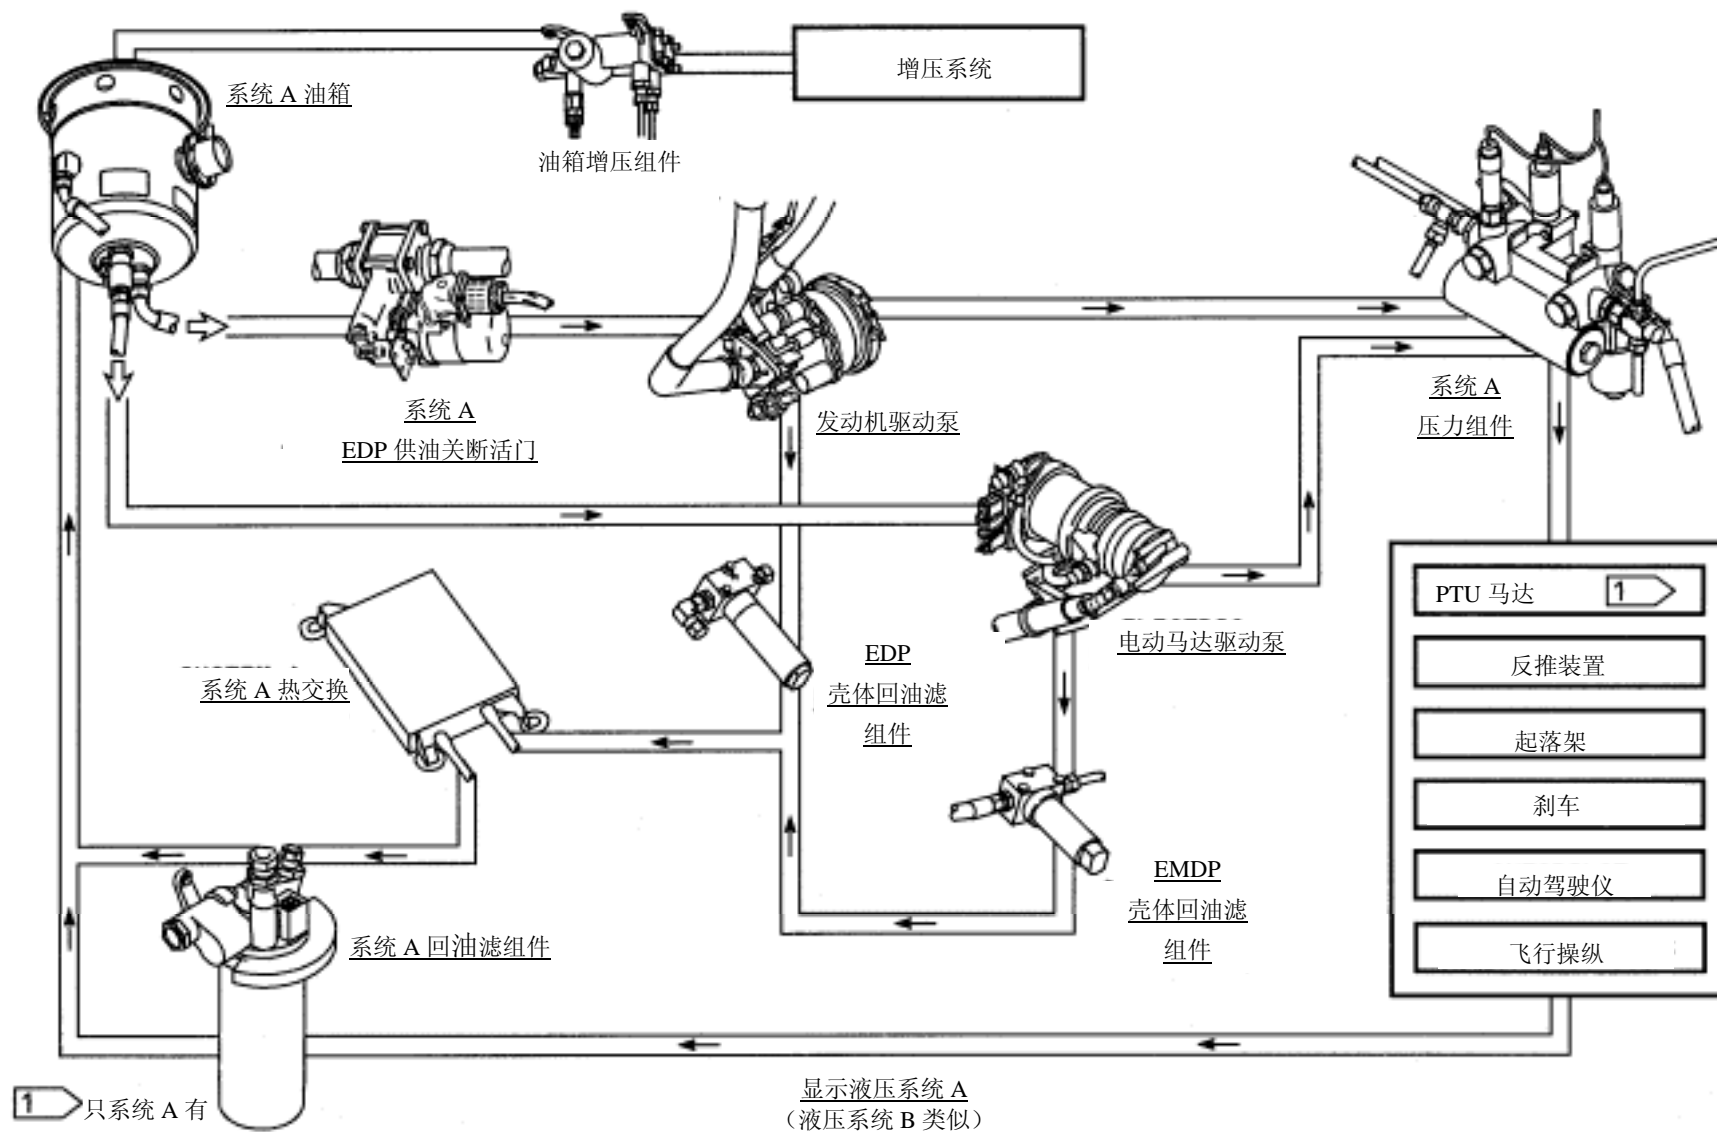 增压系统
系统 A 油箱
油箱增压组件
系统 A
EDP 供油关断活门
发动机驱动泵
系统 A
压力组件
PTU 马达
1
反推装置
起落架
刹车
自动驾驶仪
飞行操纵
电动马达驱动泵
EDP
壳体回油滤
组件
系统 A 热交换
EMDP
壳体回油滤
组件
系统 A 回油滤组件
1
只系统 A 有
显示液压系统 A
（液压系统 B 类似）